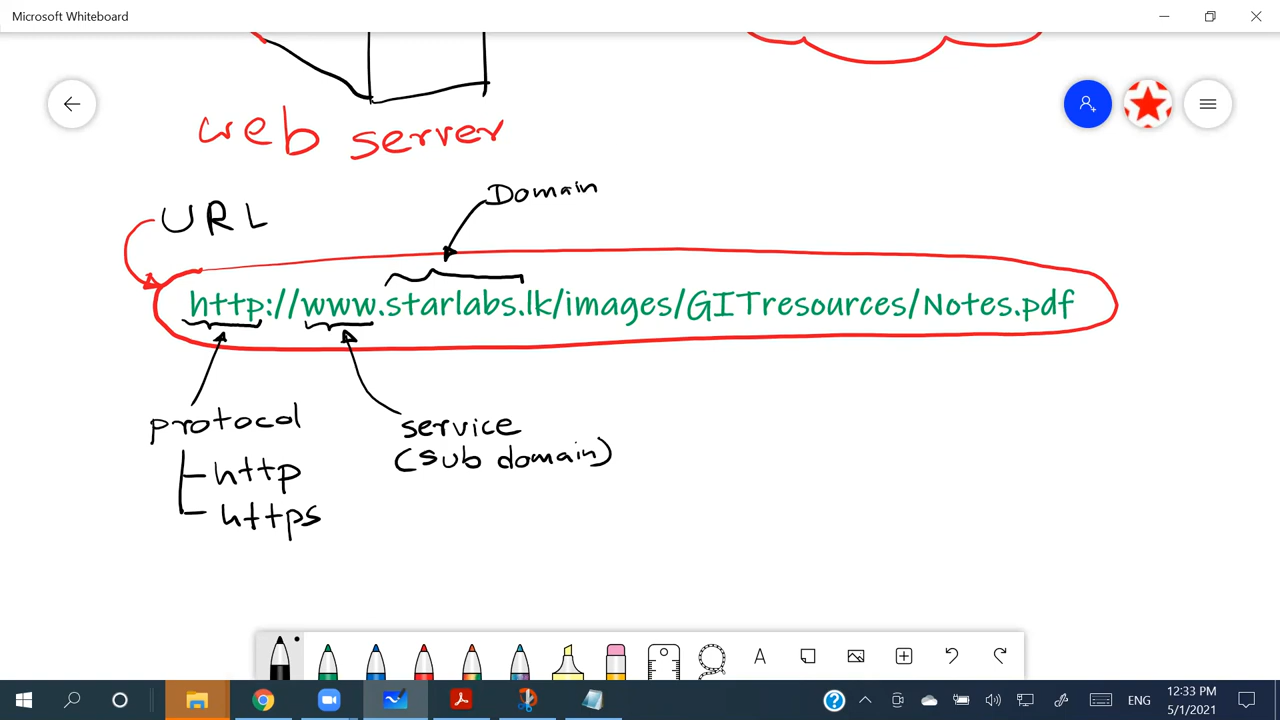 Microsoft Whiteboard
web server
Domain
URL
http://www.starlabs.lk/images/GITresources/Notes.pdf
protocol
http
https
service
(sub domain)
A
ENG
12:33 PM
5/1/2021